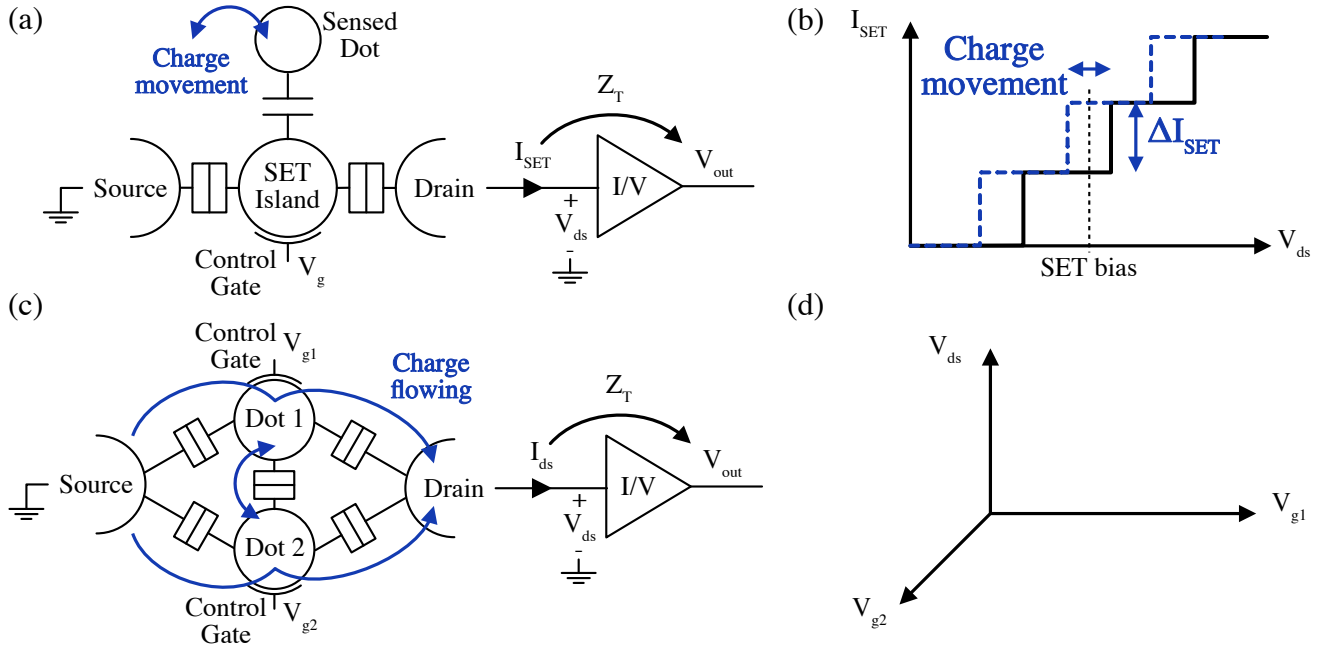 (a)
Sensed
Dot
Charge
movement
Z_T
Source
SET
Island
Drain
I_SET
I/V
V_out
+
V_ds
-
Control
Gate
V_g
(b)
I_SET
Charge
movement
ΔI_SET
V_ds
SET bias
(c)
Control
Gate
V_g1
Charge
flowing
Dot 1
Z_T
Source
Drain
I_ds
I/V
V_out
+
V_ds
-
Dot 2
Control
Gate
V_g2
(d)
V_ds
V_g1
V_g2